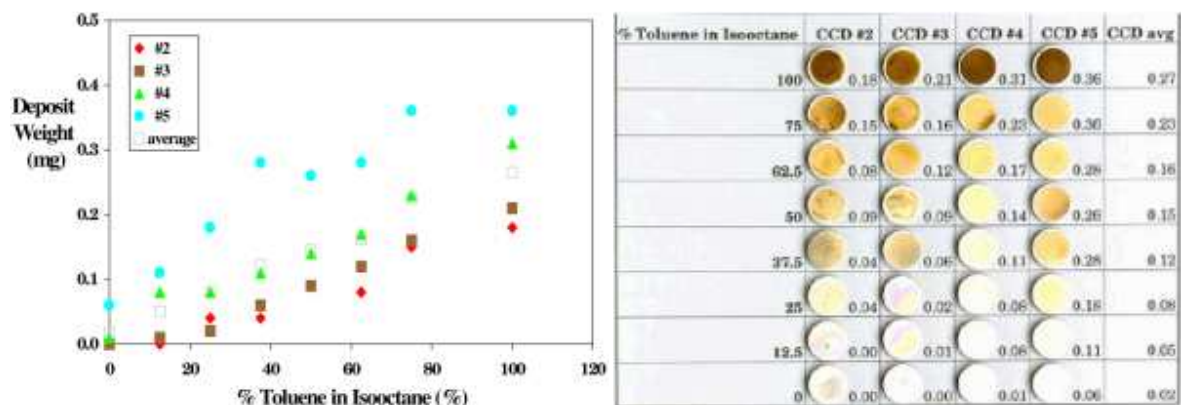 0.5
#2
#3
#4
#5
average
Deposit
Weight
(mg)
0.4
0.3
0.2
0.1
0.0
0 20 40 60 80 100 120
% Toluene in Isooctane (%)
% Toluene in Isooctane CCD #2 CCD #3 CCD #4 CCD #5 CCD avg
100 0.18 0.21 0.31 0.36 0.27
75 0.15 0.16 0.23 0.36 0.23
62.5 0.08 0.12 0.17 0.28 0.16
50 0.09 0.09 0.14 0.26 0.15
37.5 0.04 0.06 0.11 0.28 0.12
25 0.04 0.02 0.08 0.18 0.08
12.5 0.00 0.01 0.08 0.11 0.05
0 0.00 0.00 0.01 0.06 0.02